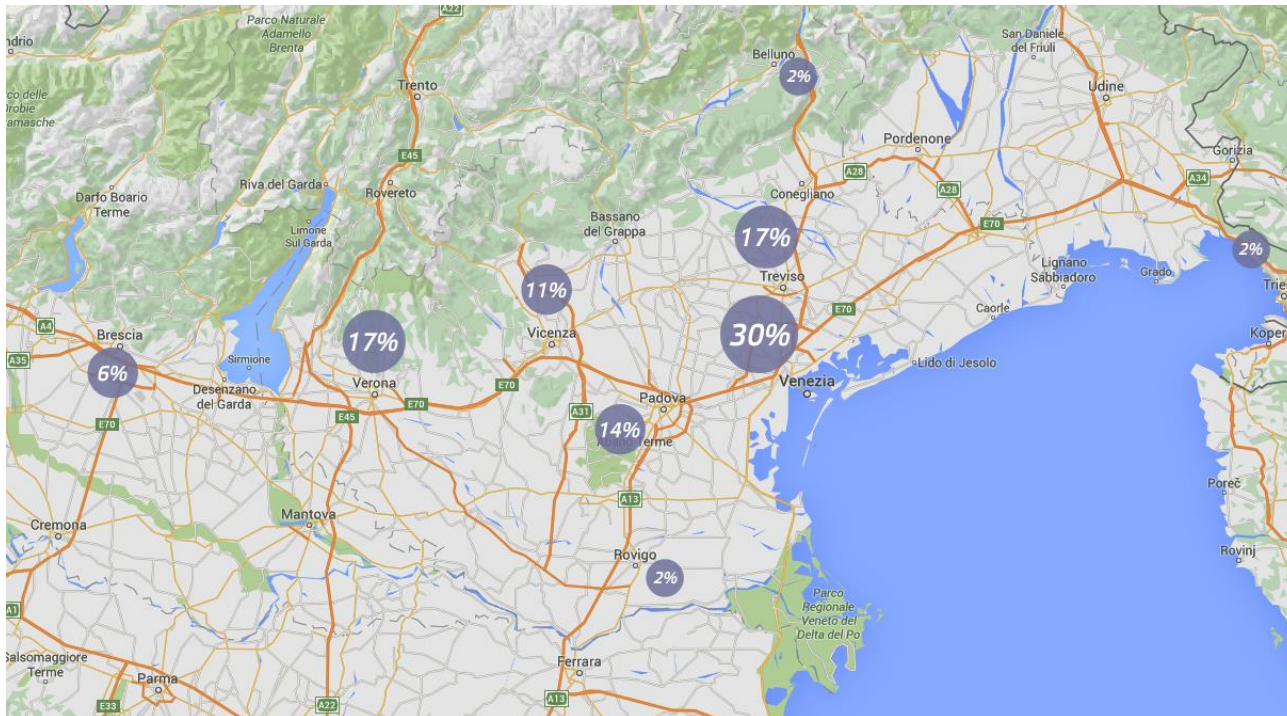 Parco Naturale
Adamello
Brenta
A22
ndrio
Trento
Belluno
2%
San Daniele
del Friuli
Udine
rco delle
Orobie
amasche
Pordenone
Gorizia
E45
Riva del Garda
Rovereto
Conegliano
A28
A28
A34
Darfo Boario
Terme
Limone
Sul Garda
Bassano
del Grappa
17%
E70
2%
Treviso
Lignano
Sabbiadoro
Grado
Trie
11%
Vicenza
Caorle
E70
A4
Brescia
A35
17%
30%
Koper
6%
Sirmione
Desenzano
del Garda
Verona
E70
E70
Lido di Jesolo
Venezia
E45
A31
Padova
E70
14%
Abano Terme
A13
Poreč
Mantova
Cremona
Rovigo
2%
Rovinj
Parco
Regionale
Veneto del
Delta del Po
A1
Salsomaggiore
Terme
Parma
Ferrara
E33
A22
A13